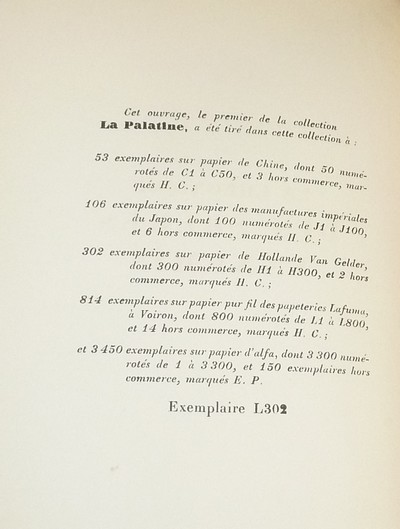 Cet ouvrage, le premier de la collection
La Palatine, a été tiré dans cette collection à :
53 exemplaires sur papier de Chine, dont 50 numé-
rotés de C1 à C50, et 3 hors commerce, mar-
qués H. C. ;
106 exemplaires sur papier des manufactures impériales
du Japon, dont 100 numérotés de J1 à J100,
et 6 hors commerce, marqués H. C. ;
302 exemplaires sur papier de Hollande Van Gelder,
dont 300 numérotés de H1 à H300, et 2 hors
commerce, marqués H. C. ;
814 exemplaires sur papier pur fil des papeteries Lafuma,
à Voiron, dont 800 numérotés de L1 à L800,
et 14 hors commerce, marqués H. C. ;
et 3 450 exemplaires sur papier d'alfa, dont 3 300 numé-
rotés de 1 à 3 300, et 150 exemplaires hors
commerce, marqués E. P.
Exemplaire L302